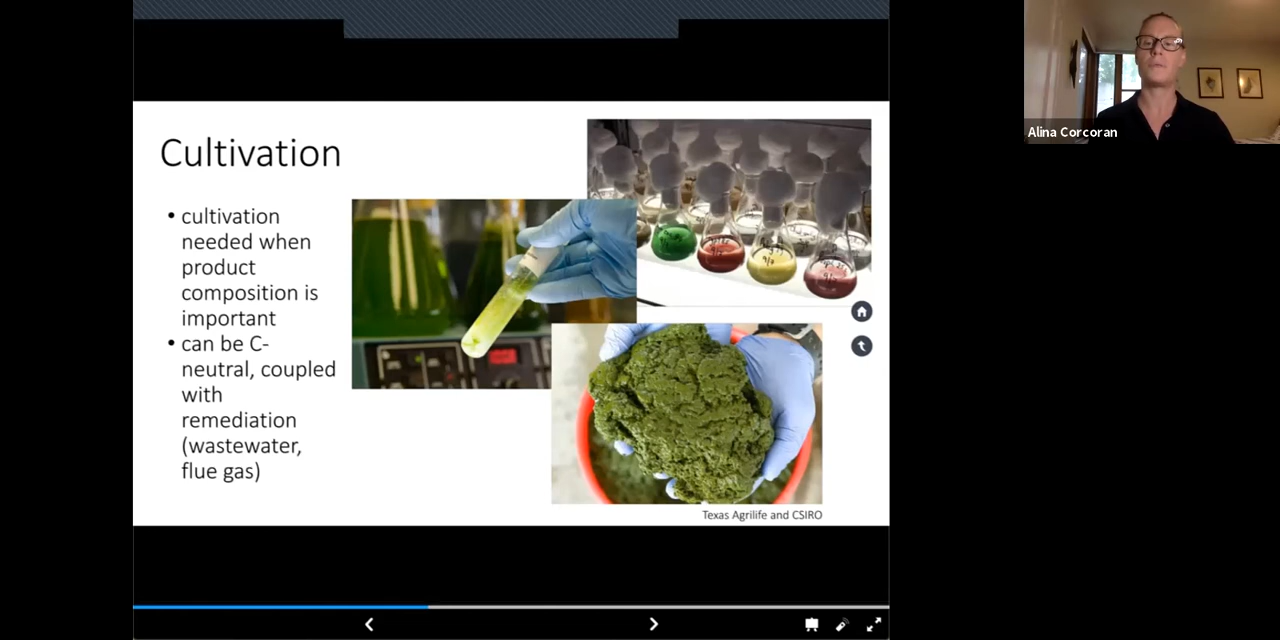 Alina Corcoran
Cultivation
• cultivation
needed when
product
composition is
important
• can be C-
neutral, coupled
with
remediation
(wastewater,
flue gas)
Texas Agrilife and CSIRO